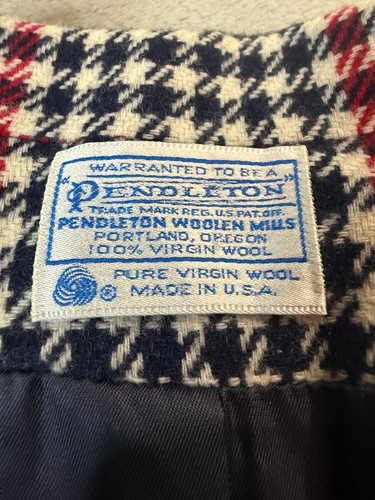 WARRANTED TO BE A
"PENDLETON"
TRADE MARK REG. U.S. PAT. OFF.
PENDLETON WOOLEN MILLS
PORTLAND, OREGON
100% VIRGIN WOOL
® PURE VIRGIN WOOL
MADE IN U.S.A.